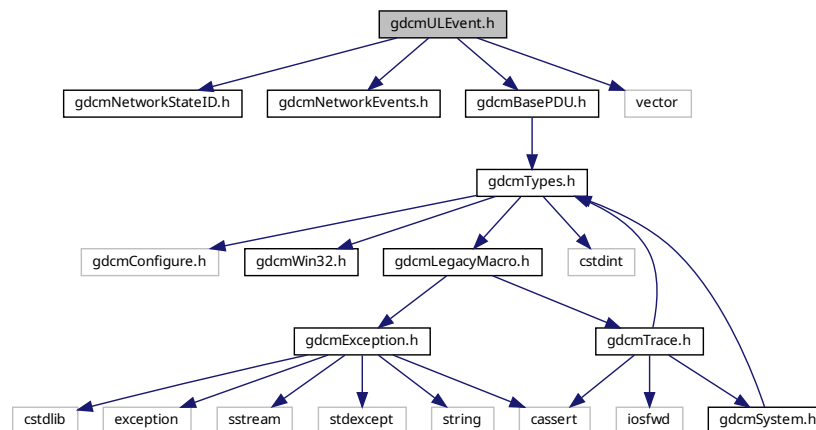 gdcmULEvent.h
gdcmNetworkStateID.h
gdcmNetworkEvents.h
gdcmBasePDU.h
vector
gdcmTypes.h
gdcmConfigure.h
gdcmWin32.h
gdcmLegacyMacro.h
cstdint
gdcmException.h
gdcmTrace.h
cstdlib
exception
sstream
stdexcept
string
cassert
iosfwd
gdcmSystem.h